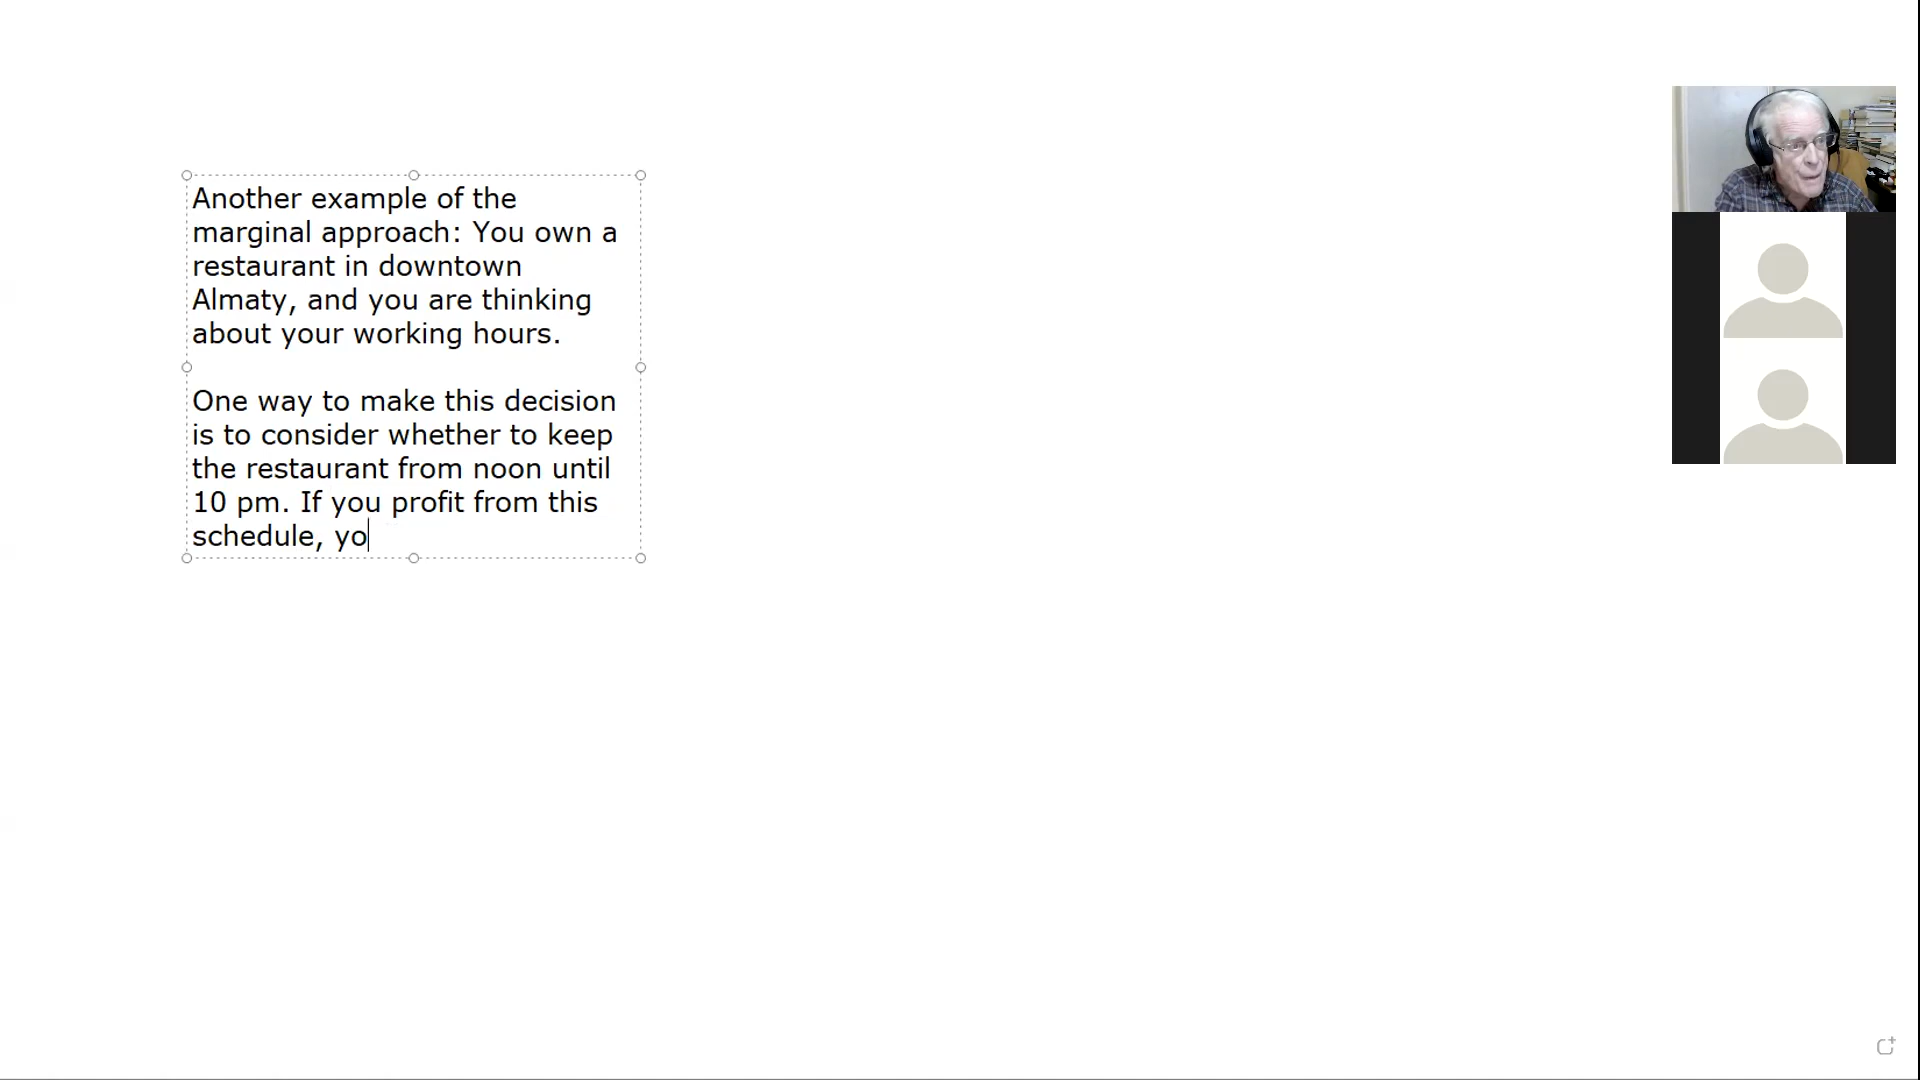 Another example of the
marginal approach: You own a
restaurant in downtown
Almaty, and you are thinking
about your working hours.
One way to make this decision
is to consider whether to keep
the restaurant from noon until
10 pm. If you profit from this
schedule, yo